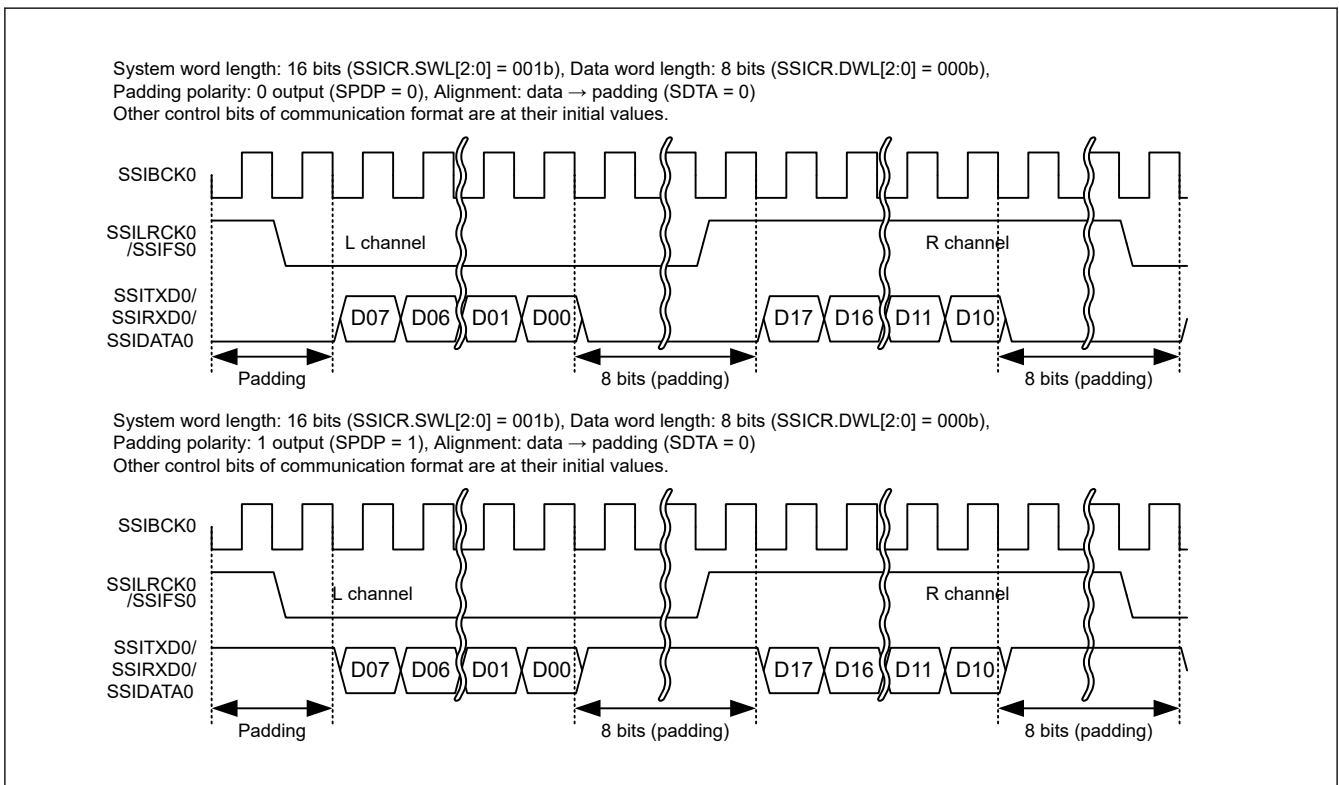 System word length: 16 bits (SSICR.SWL[2:0] = 001b), Data word length: 8 bits (SSICR.DWL[2:0] = 000b),
Padding polarity: 0 output (SPDP = 0), Alignment: data → padding (SDTA = 0)
Other control bits of communication format are at their initial values.
SSIBCK0
SSILRCK0
/SSIFS0
L channel
R channel
SSITXD0/
SSIRXD0/
SSIDATA0
D07 D06 D01 D00 D17 D16 D11 D10
Padding
8 bits (padding)
8 bits (padding)
System word length: 16 bits (SSICR.SWL[2:0] = 001b), Data word length: 8 bits (SSICR.DWL[2:0] = 000b),
Padding polarity: 1 output (SPDP = 1), Alignment: data → padding (SDTA = 0)
Other control bits of communication format are at their initial values.
SSIBCK0
SSILRCK0
/SSIFS0
L channel
R channel
SSITXD0/
SSIRXD0/
SSIDATA0
D07 D06 D01 D00 D17 D16 D11 D10
Padding
8 bits (padding)
8 bits (padding)